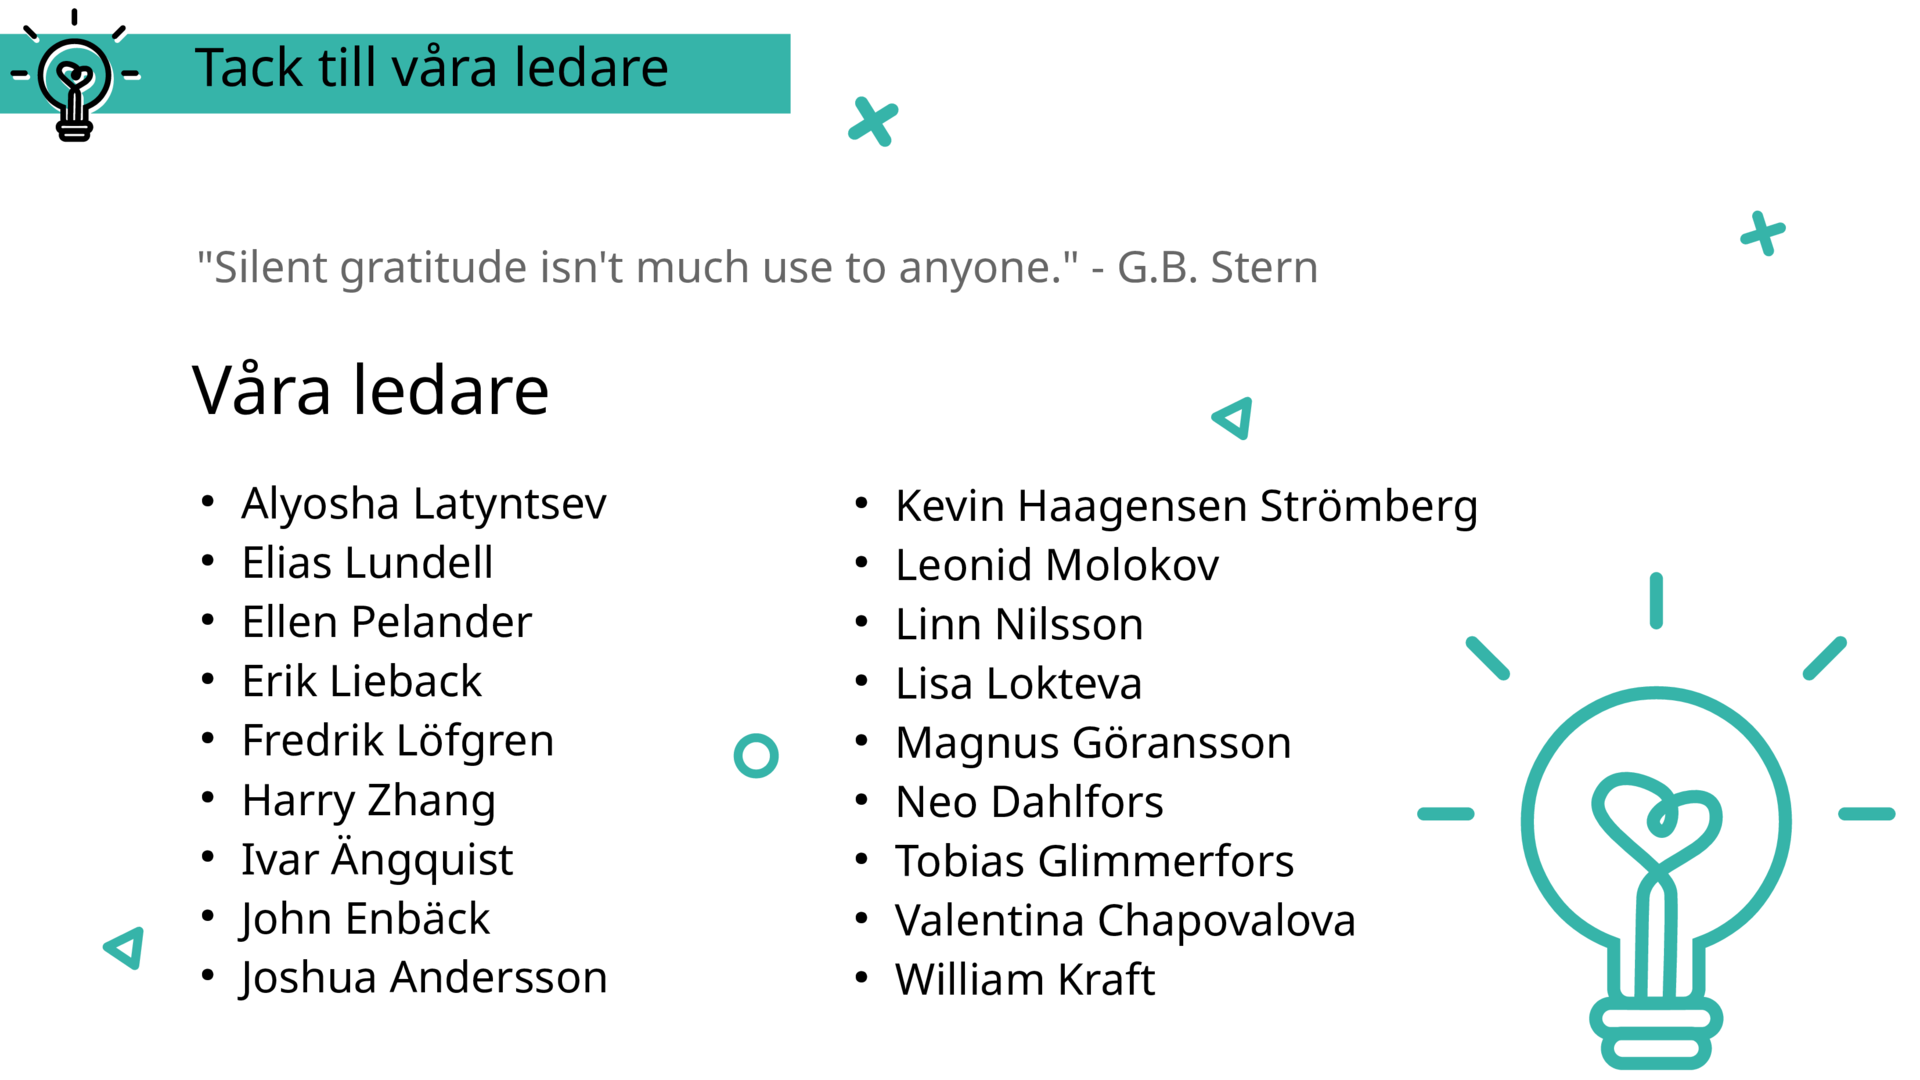 Tack till våra ledare
"Silent gratitude isn't much use to anyone." - G.B. Stern
Våra ledare
• Alyosha Latyntsev
• Elias Lundell
• Ellen Pelander
• Erik Lieback
• Fredrik Löfgren
• Harry Zhang
• Ivar Ängquist
• John Enbäck
• Joshua Andersson
• Kevin Haagensen Strömberg
• Leonid Molokov
• Linn Nilsson
• Lisa Lokteva
• Magnus Göransson
• Neo Dahlfors
• Tobias Glimmerfors
• Valentina Chapovalova
• William Kraft